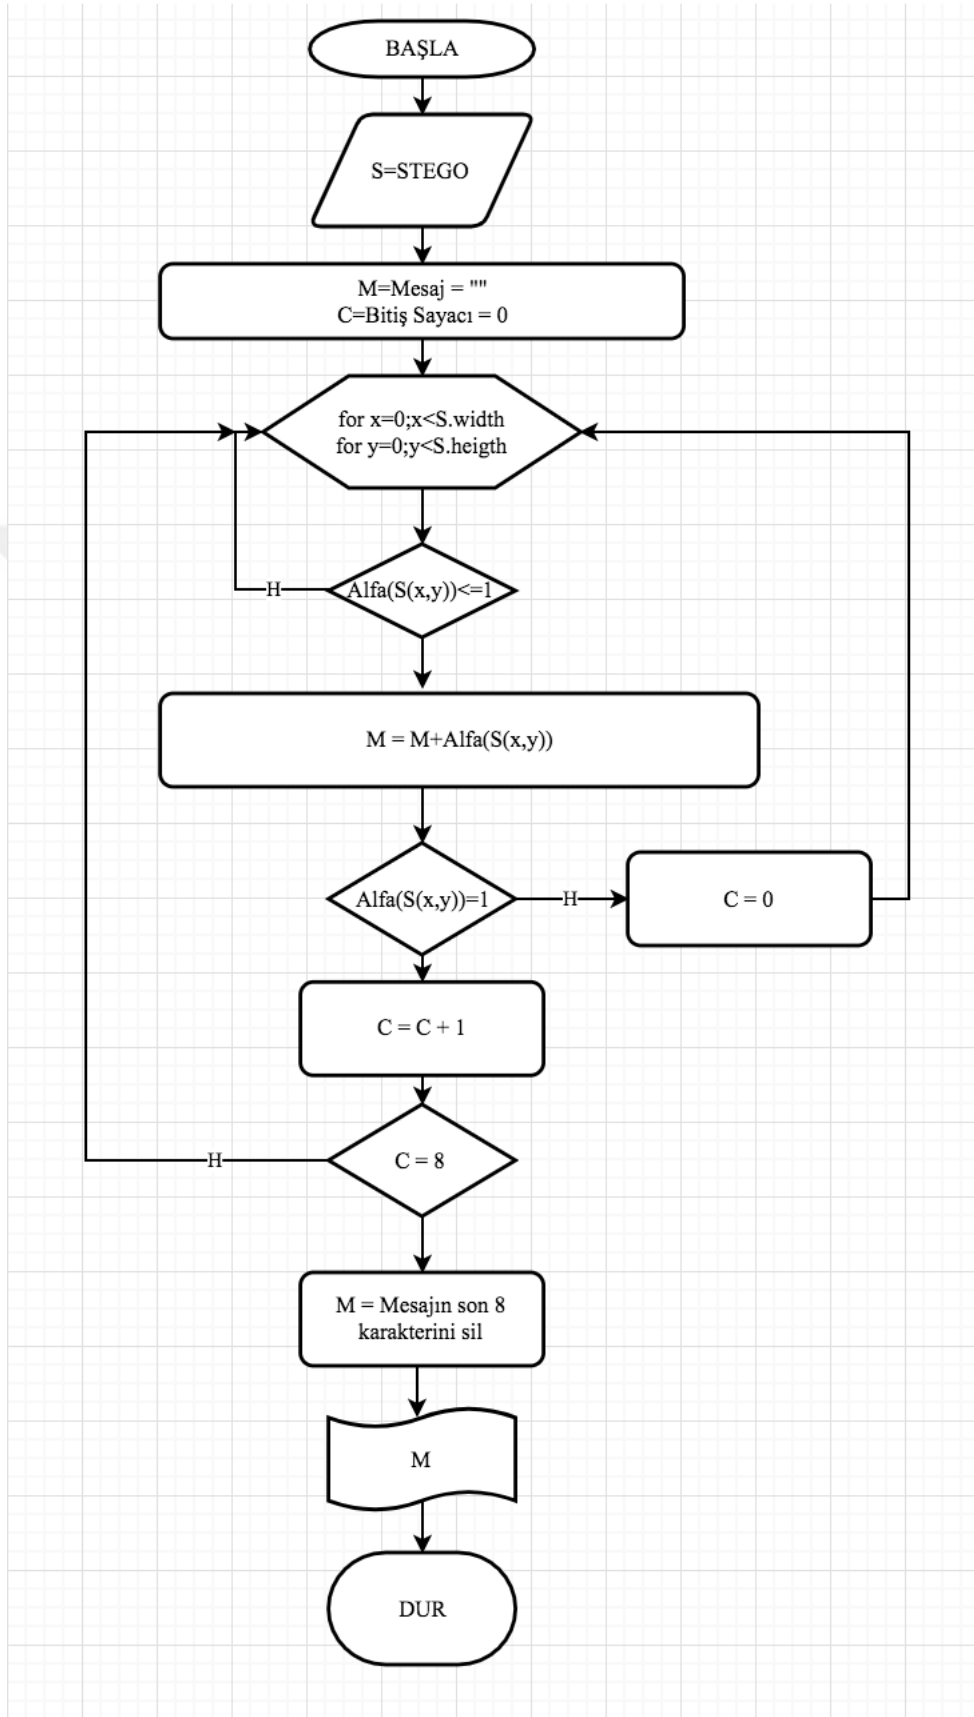 BAŞLA
S=STEGO
M=Mesaj = ""
C=Bitiş Sayacı = 0
for x=0;x<S.width
for y=0;y<S.heigth
Alfa(S(x,y))<=1
H
M = M+Alfa(S(x,y))
Alfa(S(x,y))=1
H
C = 0
C = C + 1
C = 8
H
M = Mesajın son 8
karakterini sil
M
DUR